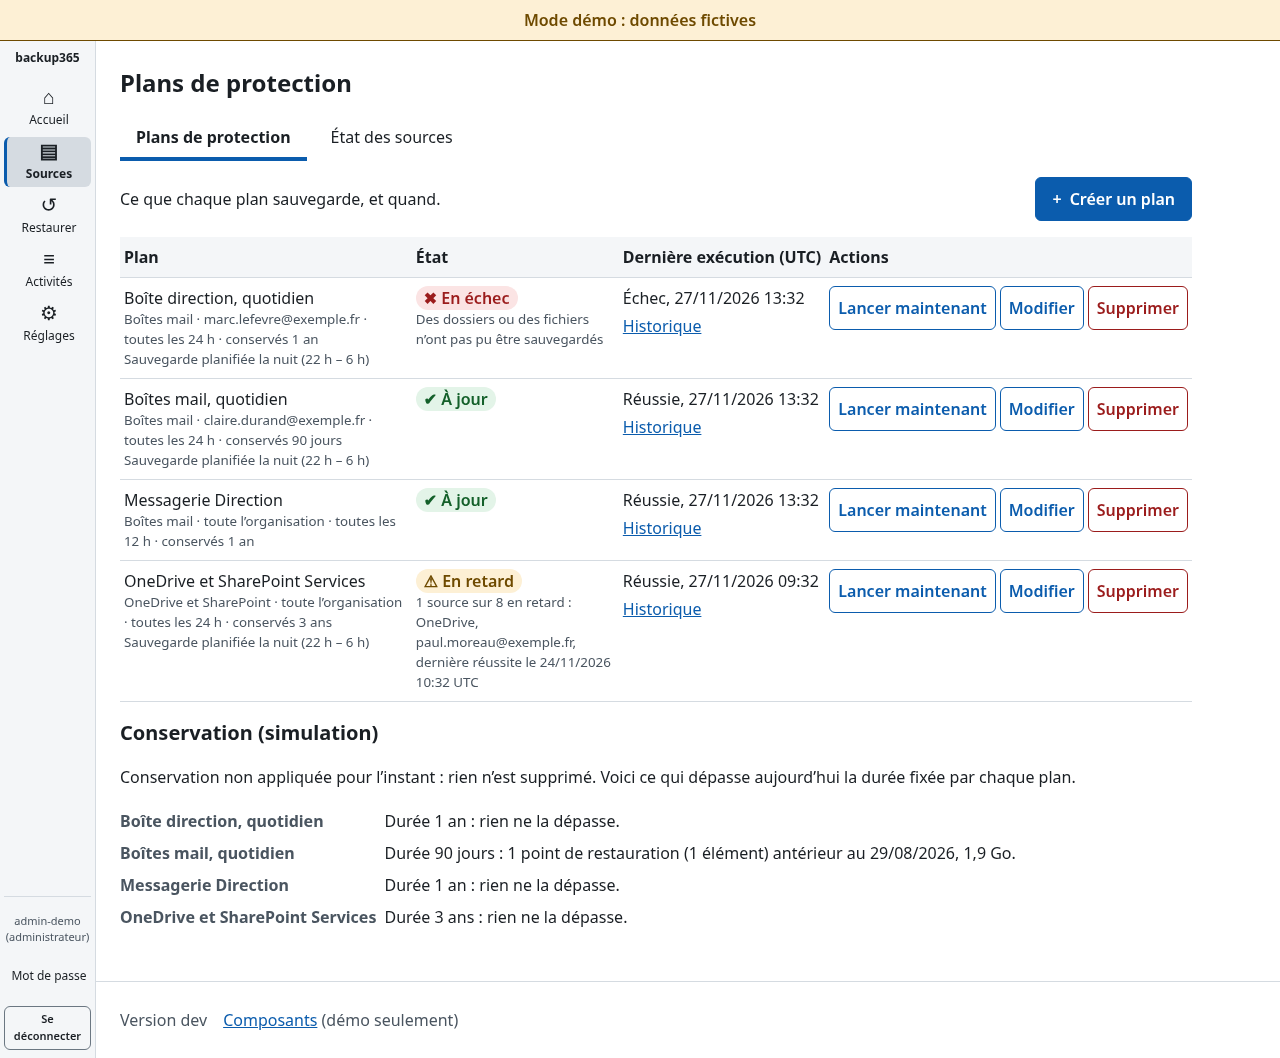 Mode démo : données fictives
backup365
Accueil
Sources
Restaurer
Activités
Réglages
admin-demo
(administrateur)
Mot de passe
Se
déconnecter
Plans de protection
Plans de protection
État des sources
Ce que chaque plan sauvegarde, et quand.
+ Créer un plan
Plan État Dernière exécution (UTC) Actions
Boîte direction, quotidien
Boîtes mail · marc.lefevre@exemple.fr ·
toutes les 24 h · conservés 1 an
Sauvegarde planifiée la nuit (22 h – 6 h)
✖ En échec
Des dossiers ou des fichiers
n’ont pas pu être sauvegardés
Échec, 27/11/2026 13:32
Historique
Lancer maintenant Modifier Supprimer
Boîtes mail, quotidien
Boîtes mail · claire.durand@exemple.fr ·
toutes les 24 h · conservés 90 jours
Sauvegarde planifiée la nuit (22 h – 6 h)
✔ À jour
Réussie, 27/11/2026 13:32
Historique
Lancer maintenant Modifier Supprimer
Messagerie Direction
Boîtes mail · toute l’organisation · toutes les
12 h · conservés 1 an
✔ À jour
Réussie, 27/11/2026 13:32
Historique
Lancer maintenant Modifier Supprimer
OneDrive et SharePoint Services
OneDrive et SharePoint · toute l’organisation
· toutes les 24 h · conservés 3 ans
Sauvegarde planifiée la nuit (22 h – 6 h)
⚠ En retard
1 source sur 8 en retard :
OneDrive,
paul.moreau@exemple.fr,
dernière réussite le 24/11/2026
10:32 UTC
Réussie, 27/11/2026 09:32
Historique
Lancer maintenant Modifier Supprimer
Conservation (simulation)
Conservation non appliquée pour l’instant : rien n’est supprimé. Voici ce qui dépasse aujourd’hui la durée fixée par chaque plan.
Boîte direction, quotidien Durée 1 an : rien ne la dépasse.
Boîtes mail, quotidien Durée 90 jours : 1 point de restauration (1 élément) antérieur au 29/08/2026, 1,9 Go.
Messagerie Direction Durée 1 an : rien ne la dépasse.
OneDrive et SharePoint Services Durée 3 ans : rien ne la dépasse.
Version dev Composants (démo seulement)